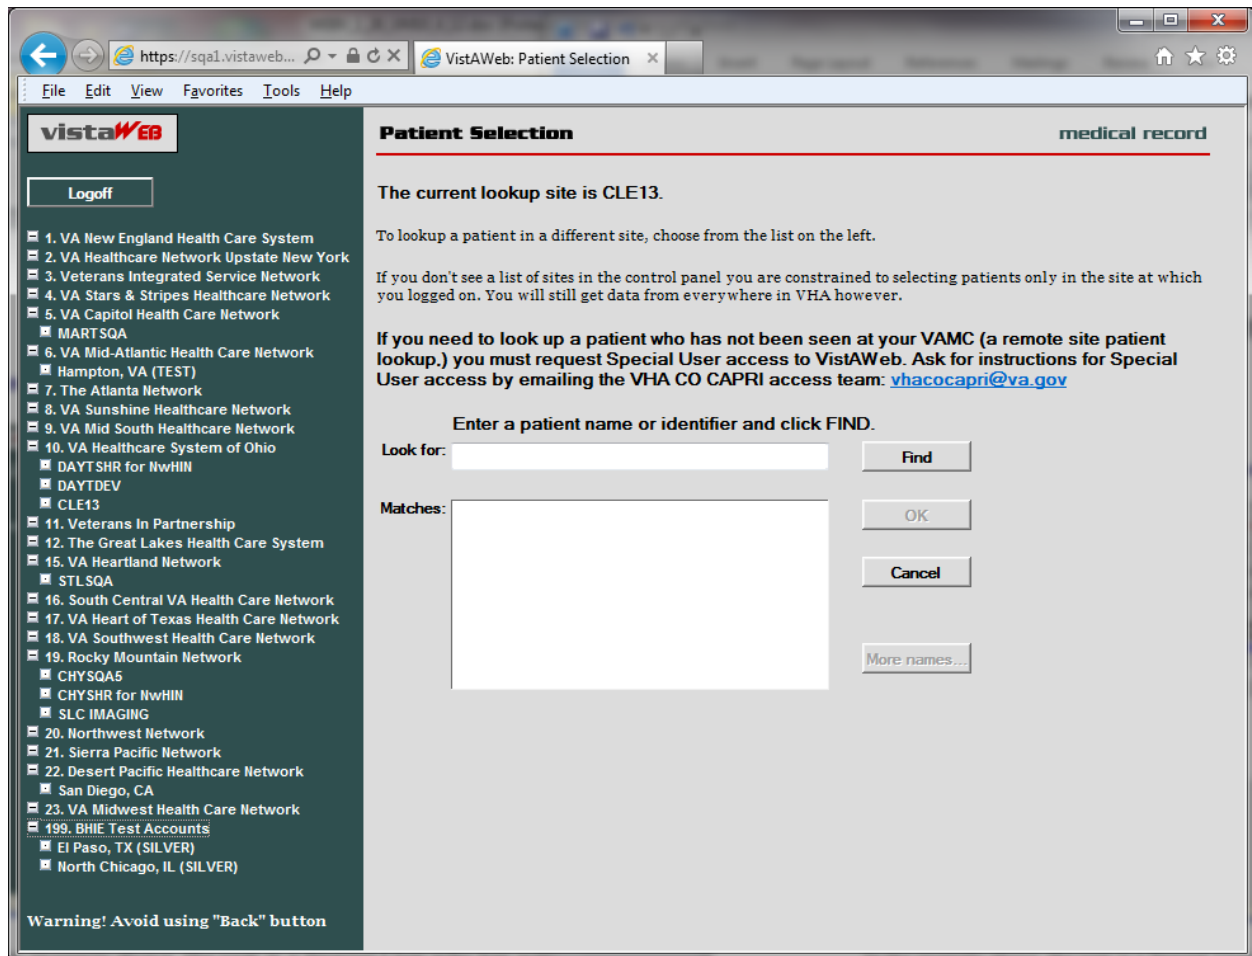 https://sqa1.vistaweb...
VistAWeb: Patient Selection
File Edit View Favorites Tools Help
vistaWEB
Logoff
1. VA New England Health Care System
2. VA Healthcare Network Upstate New York
3. Veterans Integrated Service Network
4. VA Stars & Stripes Healthcare Network
5. VA Capitol Health Care Network
MARTSQA
6. VA Mid-Atlantic Health Care Network
Hampton, VA (TEST)
7. The Atlanta Network
8. VA Sunshine Healthcare Network
9. VA Mid South Healthcare Network
10. VA Healthcare System of Ohio
DAYTSHR for NwHIN
DAYTDEV
CLE13
11. Veterans In Partnership
12. The Great Lakes Health Care System
15. VA Heartland Network
STLSQA
16. South Central VA Health Care Network
17. VA Heart of Texas Health Care Network
18. VA Southwest Health Care Network
19. Rocky Mountain Network
CHYSQA5
CHYSHR for NwHIN
SLC IMAGING
20. Northwest Network
21. Sierra Pacific Network
22. Desert Pacific Healthcare Network
San Diego, CA
23. VA Midwest Health Care Network
199. BHIE Test Accounts
El Paso, TX (SILVER)
North Chicago, IL (SILVER)
Warning! Avoid using "Back" button
Patient Selection
medical record
The current lookup site is CLE13.
To lookup a patient in a different site, choose from the list on the left.
If you don't see a list of sites in the control panel you are constrained to selecting patients only in the site at which
you logged on. You will still get data from everywhere in VHA however.
If you need to look up a patient who has not been seen at your VAMC (a remote site patient
lookup,) you must request Special User access to VistAWeb. Ask for instructions for Special
User access by emailing the VHA CO CAPRI access team: vhacocapri@va.gov
Enter a patient name or identifier and click FIND.
Look for:
Find
Matches:
OK
Cancel
More names...